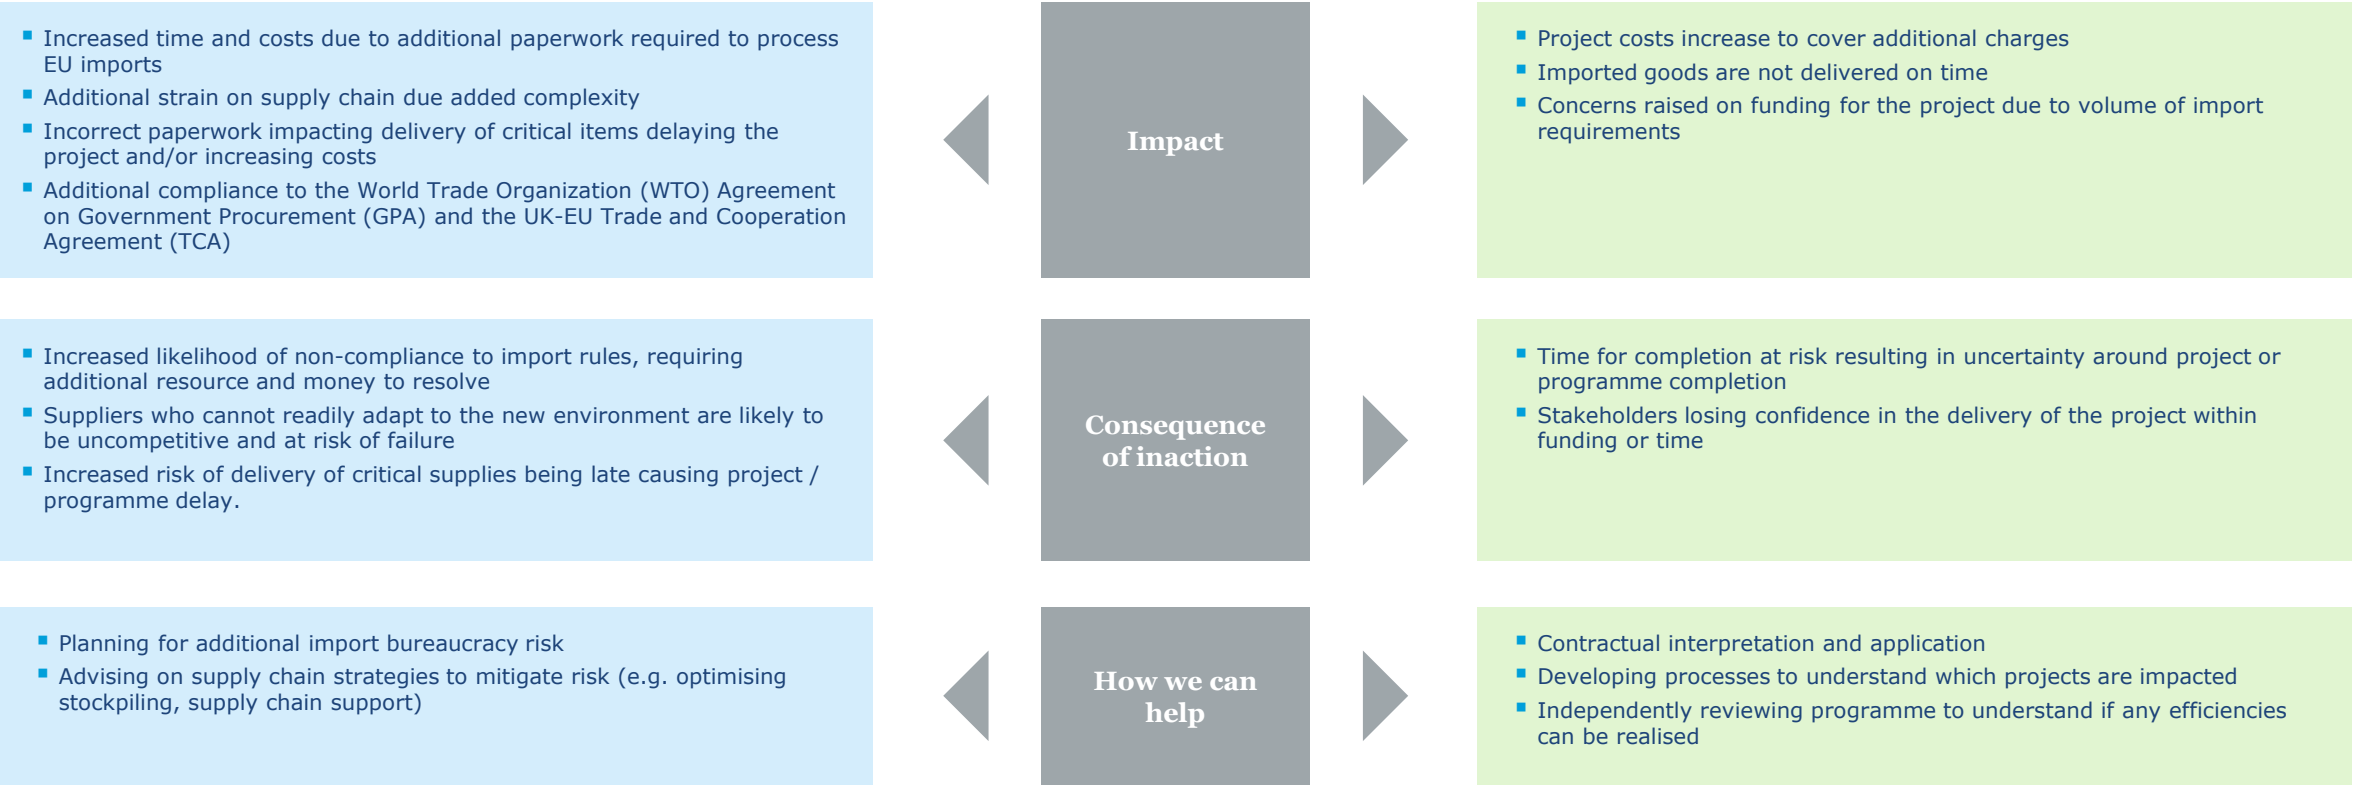 ▪ Increased time and costs due to additional paperwork required to process
EU imports
▪ Additional strain on supply chain due added complexity
▪ Incorrect paperwork impacting delivery of critical items delaying the
project and/or increasing costs
▪ Additional compliance to the World Trade Organization (WTO) Agreement
on Government Procurement (GPA) and the UK-EU Trade and Cooperation
Agreement (TCA)
Impact
▪ Project costs increase to cover additional charges
▪ Imported goods are not delivered on time
▪ Concerns raised on funding for the project due to volume of import
requirements
▪ Increased likelihood of non-compliance to import rules, requiring
additional resource and money to resolve
▪ Suppliers who cannot readily adapt to the new environment are likely to
be uncompetitive and at risk of failure
▪ Increased risk of delivery of critical supplies being late causing project /
programme delay.
Consequence
of inaction
▪ Time for completion at risk resulting in uncertainty around project or
programme completion
▪ Stakeholders losing confidence in the delivery of the project within
funding or time
▪ Planning for additional import bureaucracy risk
▪ Advising on supply chain strategies to mitigate risk (e.g. optimising
stockpiling, supply chain support)
How we can
help
▪ Contractual interpretation and application
▪ Developing processes to understand which projects are impacted
▪ Independently reviewing programme to understand if any efficiencies
can be realised